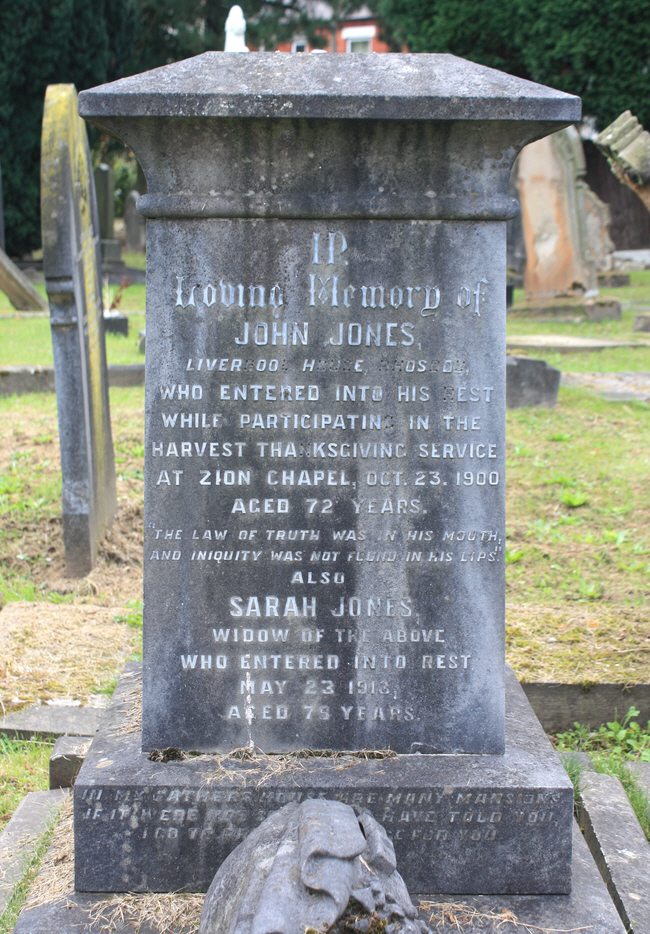 IN
Loving Memory of
JOHN JONES,
LIVERPOOL HOUSE, RHOSDDU,
WHO ENTERED INTO HIS REST
WHILE PARTICIPATING IN THE
HARVEST THANKSGIVING SERVICE
AT ZION CHAPEL, OCT. 23. 1900
AGED 72 YEARS.
"THE LAW OF TRUTH WAS IN HIS MOUTH,
AND INIQUITY WAS NOT FOUND IN HIS LIPS."
ALSO
SARAH JONES,
WIDOW OF THE ABOVE
WHO ENTERED INTO REST
MAY 23 1913,
AGED 79 YEARS.
IN MY FATHERS HOUSE ARE MANY MANSIONS
IF IT WERE NOT HAVE TOLD YOU,
I GO TO FOR YOU